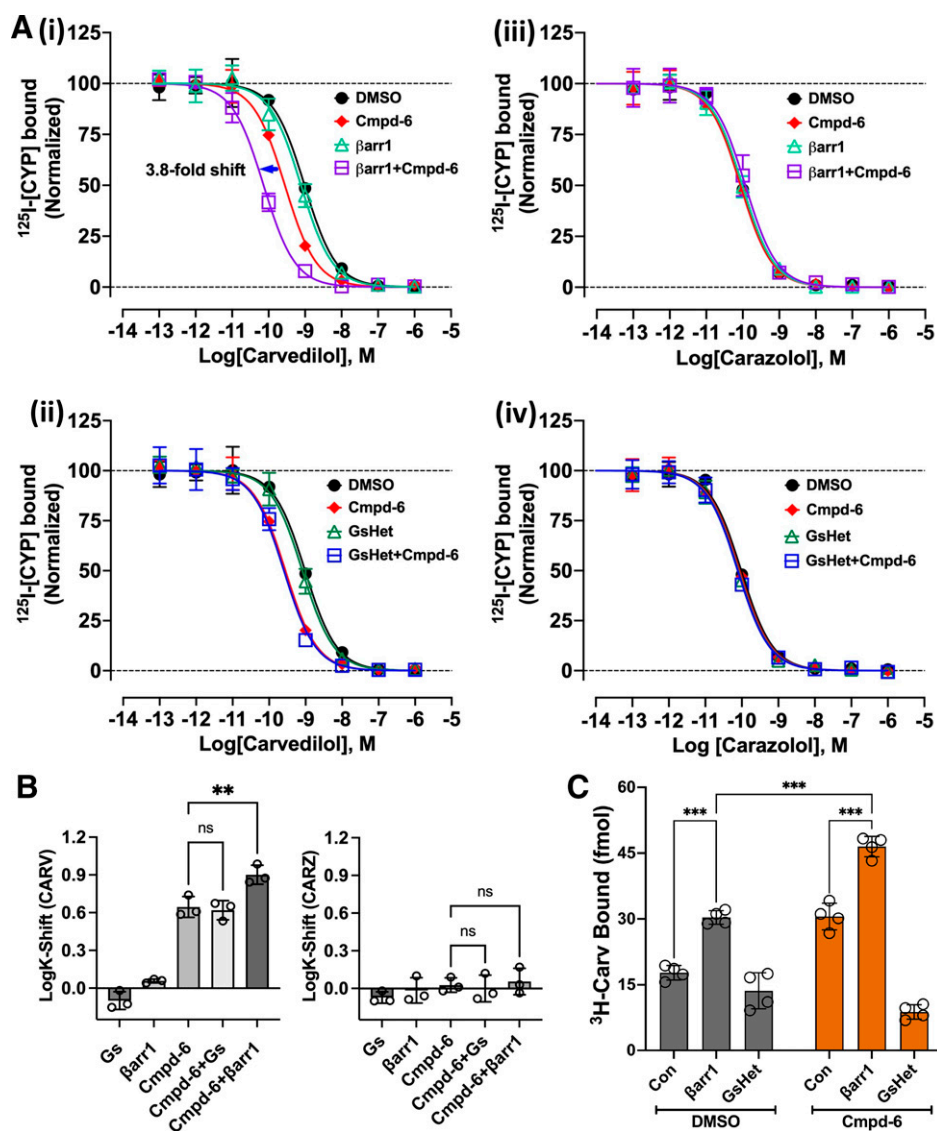 A (i)
125
100
75
50
25
0
¹²⁵I-[CYP] bound
(Normalized)
DMSO
Cmpd-6
βarr1
βarr1+Cmpd-6
3.8-fold shift
-14 -13 -12 -11 -10 -9 -8 -7 -6 -5
Log[Carvedilol], M
(iii)
125
100
75
50
25
0
¹²⁵I-[CYP] bound
(Normalized)
DMSO
Cmpd-6
βarr1
βarr1+Cmpd-6
-14 -13 -12 -11 -10 -9 -8 -7 -6 -5
Log[Carazolol], M
(ii)
125
100
75
50
25
0
¹²⁵I-[CYP] bound
(Normalized)
DMSO
Cmpd-6
GsHet
GsHet+Cmpd-6
-14 -13 -12 -11 -10 -9 -8 -7 -6 -5
Log[Carvedilol], M
(iv)
125
100
75
50
25
0
¹²⁵I-[CYP] bound
(Normalized)
DMSO
Cmpd-6
GsHet
GsHet+Cmpd-6
-14 -13 -12 -11 -10 -9 -8 -7 -6 -5
Log [Carazolol], M
B
LogK-Shift (CARV)
1.2
0.9
0.6
0.3
0.0
**
ns
Gs
βarr1
Cmpd-6
Cmpd-6+Gs
Cmpd-6+βarr1
LogK-Shift (CARZ)
1.2
0.9
0.6
0.3
0.0
ns
ns
Gs
βarr1
Cmpd-6
Cmpd-6+Gs
Cmpd-6+βarr1
C
³H-Carv Bound (fmol)
60
45
30
15
0
***
***
***
Con
βarr1
GsHet
Con
βarr1
GsHet
DMSO
Cmpd-6